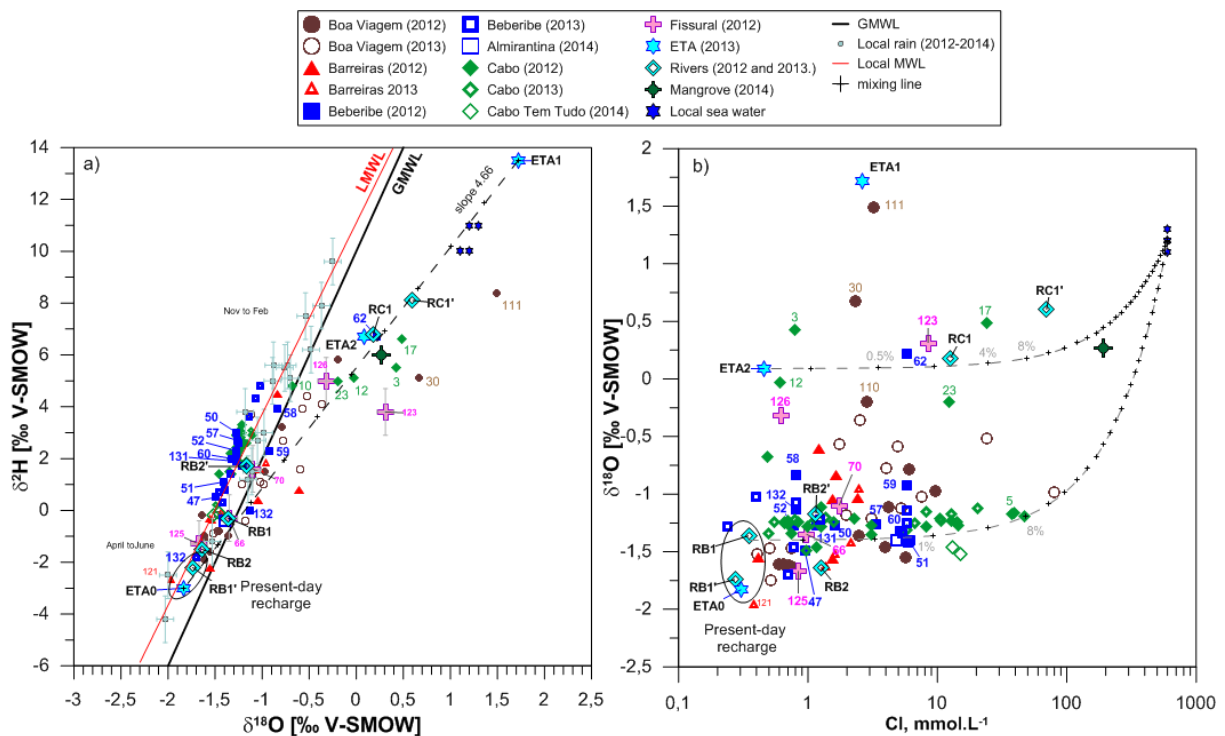 Boa Viagem (2012)
Boa Viagem (2013)
Barreiras (2012)
Barreiras 2013
Beberibe (2012)
Beberibe (2013)
Almirantina (2014)
Cabo (2012)
Cabo (2013)
Cabo Tem Tudo (2014)
Fissural (2012)
ETA (2013)
Rivers (2012 and 2013.)
Mangrove (2014)
Local sea water
GMWL
Local rain (2012-2014)
Local MWL
mixing line
a)
14
12
10
8
6
4
2
0
-2
-4
-6
δ²H [‰ V-SMOW]
LMWL
GMWL
slope 4.66
ETA1
RC1'
111
RC1
62
ETA2
17
Nov to Feb
126
10
23
12
3
30
123
58
50
57
52
60
131
59
RB2'
70
51
47
132
RB1
66
125
132
RB2
April toJune
121
RB1'
ETA0
Present-day
recharge
-3
-2,5
-2
-1,5
-1
-0,5
0
0,5
1
1,5
2
2,5
δ¹⁸O [‰ V-SMOW]
b)
2
1,5
1
0,5
0
-0,5
-1
-1,5
-2
-2,5
δ¹⁸O [‰ V-SMOW]
ETA1
111
30
RC1'
3
17
123
RC1
8%
4%
0.5%
62
ETA2
12
110
23
126
58
70
59
132
RB2'
52
57
60
5
131
50
8%
RB1
66
1%
51
RB1'
RB2
125
47
ETA0
121
Present-day
recharge
0,1
1
10
100
1000
Cl, mmol.L⁻¹